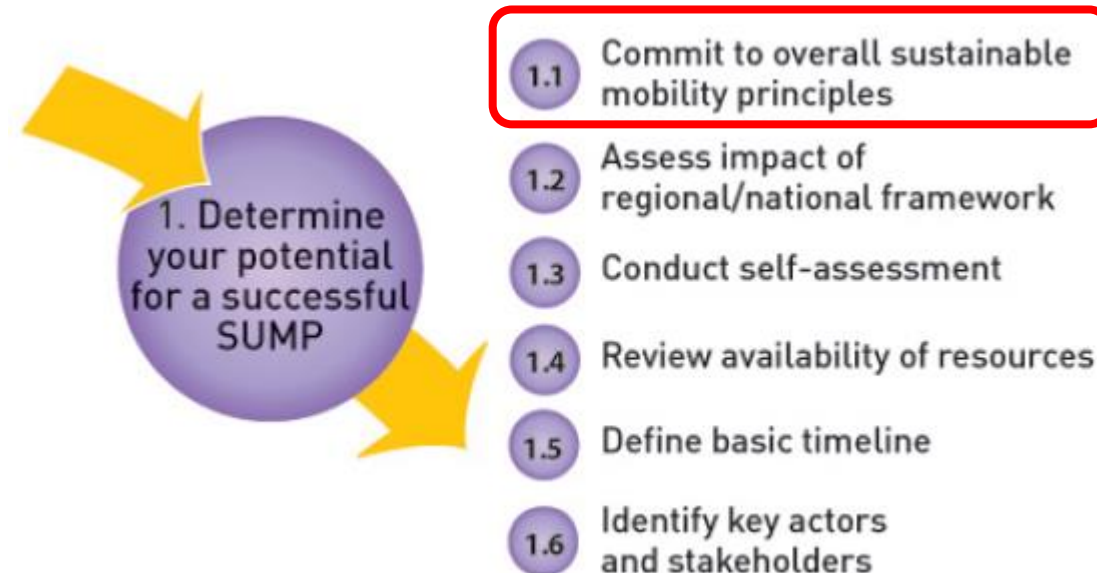 1. Determine
your potential
for a successful
SUMP
1.1 Commit to overall sustainable
mobility principles
1.2 Assess impact of
regional/national framework
1.3 Conduct self-assessment
1.4 Review availability of resources
1.5 Define basic timeline
1.6 Identify key actors
and stakeholders